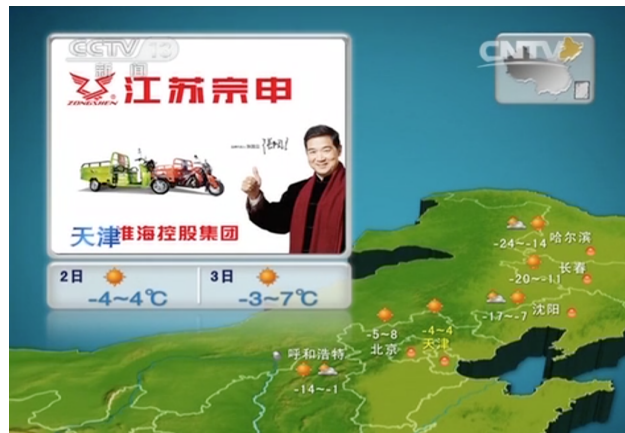 CCTV 13
新闻
CNTV
ZONGSHEN® 江苏宗申
天津 淮海控股集团
2日 3日
-4~4℃ -3~7℃
-24~-14 哈尔滨
长春
-20~-11
-17~-7 沈阳
-5~8
北京
-4~4
天津
呼和浩特
-14~-1